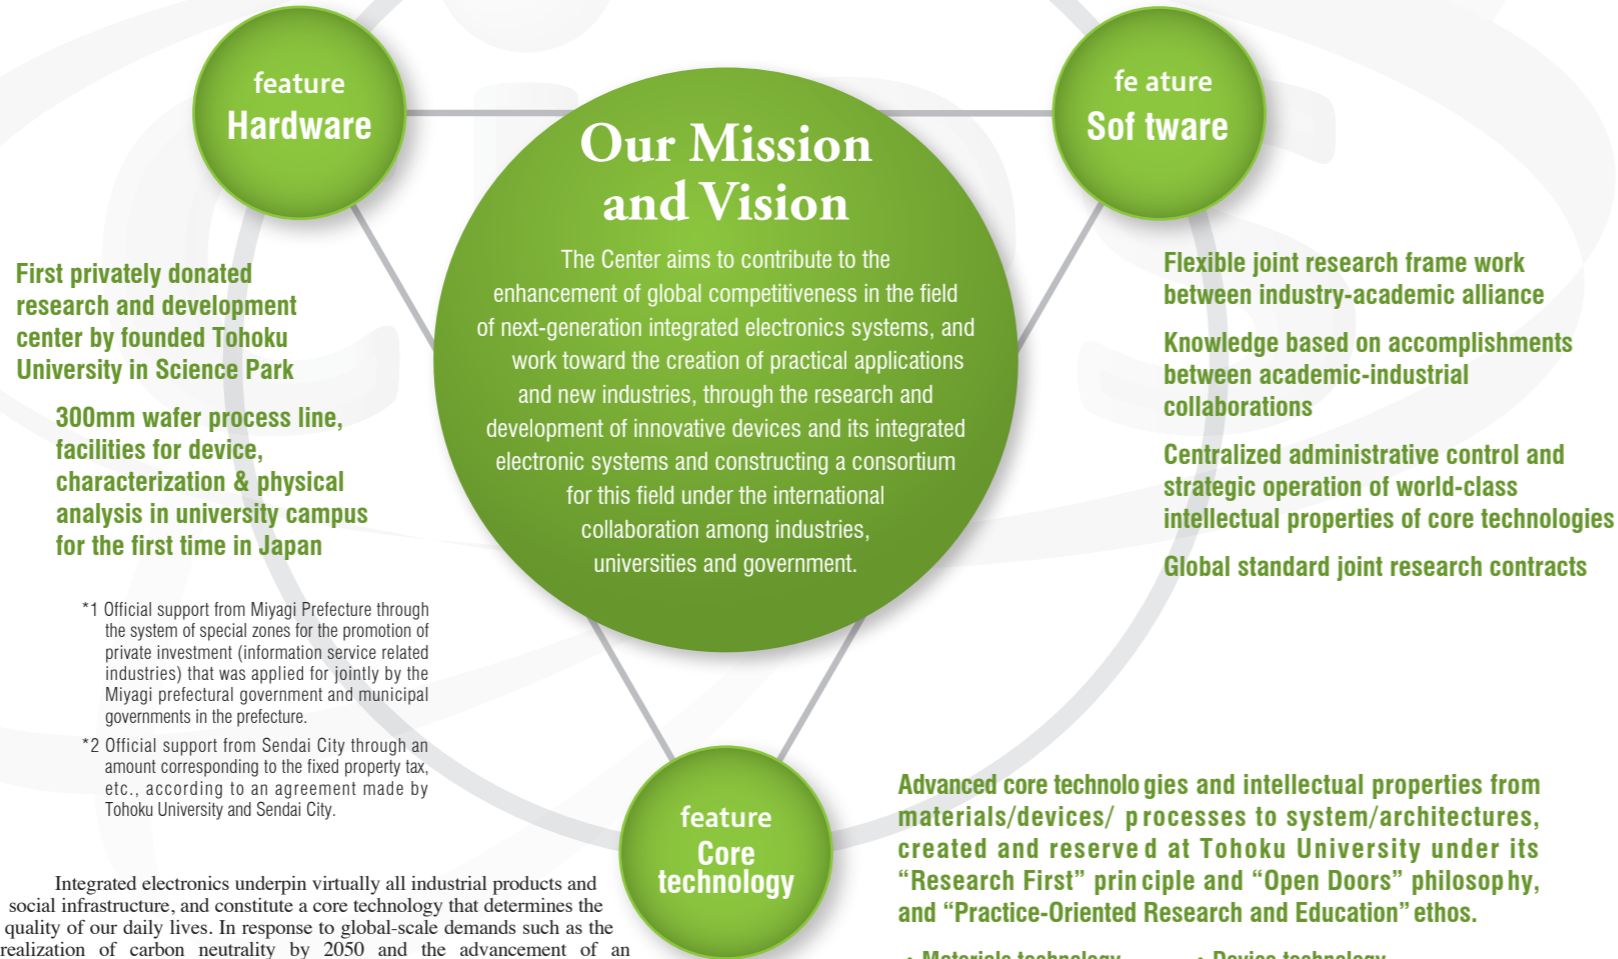 feature
Hardware
fe ature
Sof tware
Our Mission
and Vision
The Center aims to contribute to the
enhancement of global competitiveness in the field
of next-generation integrated electronics systems, and
work toward the creation of practical applications
and new industries, through the research and
development of innovative devices and its integrated
electronic systems and constructing a consortium
for this field under the international
collaboration among industries,
universities and government.
First privately donated
research and development
center by founded Tohoku
University in Science Park
300mm wafer process line,
facilities for device,
characterization & physical
analysis in university campus
for the first time in Japan
*1 Official support from Miyagi Prefecture through
the system of special zones for the promotion of
private investment (information service related
industries) that was applied for jointly by the
Miyagi prefectural government and municipal
governments in the prefecture.
*2 Official support from Sendai City through an
amount corresponding to the fixed property tax,
etc., according to an agreement made by
Tohoku University and Sendai City.
Flexible joint research frame work
between industry-academic alliance
Knowledge based on accomplishments
between academic-industrial
collaborations
Centralized administrative control and
strategic operation of world-class
intellectual properties of core technologies
Global standard joint research contracts
feature
Core
technology
Advanced core technolo gies and intellectual properties from
materials/devices/ p rocesses to system/architectures,
created and reserve d at Tohoku University under its
“Research First” prin ciple and “Open Doors” philosop hy,
and “Practice-Oriented Research and Education” ethos.
・Materials technology ・Device technology
Integrated electronics underpin virtually all industrial products and
social infrastructure, and constitute a core technology that determines the
quality of our daily lives. In response to global-scale demands such as the
realization of carbon neutrality by 2050 and the advancement of an